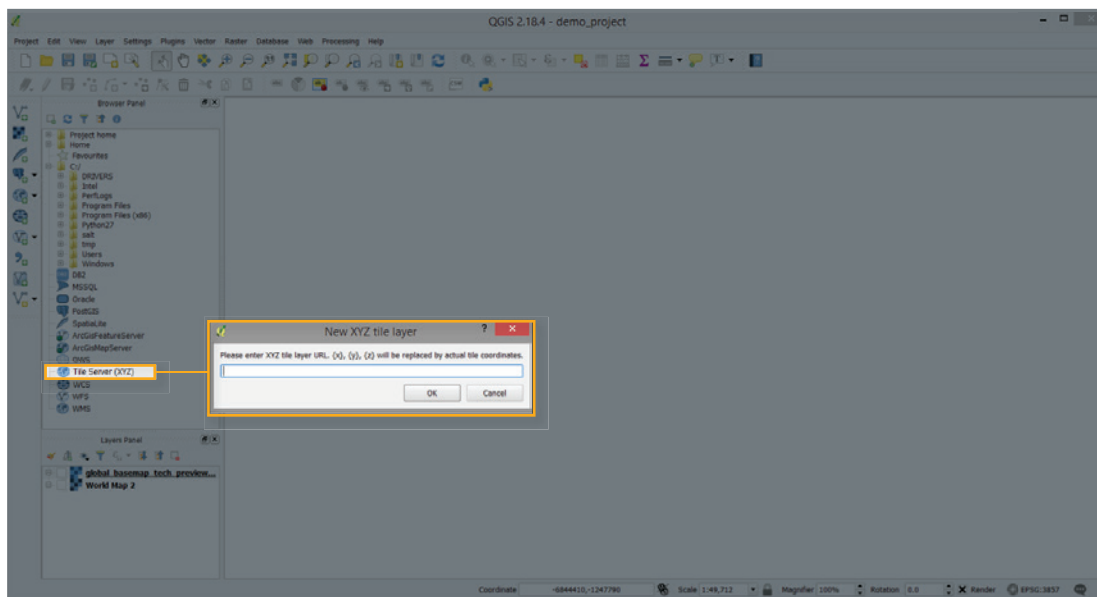 QGIS 2.18.4 - demo_project
Project Edit View Layer Settings Plugins Vector Raster Database Web Processing Help
Browser Panel
Project home
Home
Favourites
C:/
DRIVERS
Intel
PerfLogs
Program Files
Program Files (x86)
Python27
salt
tmp
Users
Windows
DB2
MSSQL
Oracle
PostGIS
SpatiaLite
ArcGisFeatureServer
ArcGisMapServer
OWS
Tile Server (XYZ)
WCS
WFS
WMS
New XYZ tile layer
Please enter XYZ tile layer URL. {x}, {y}, {z} will be replaced by actual tile coordinates.
OK Cancel
Layers Panel
global_basemap_tech_preview...
World Map 2
Coordinate -6844410,-1347790 Scale 1:49,712 Magnifier 100% Rotation 0.0 Render EPSG:3857